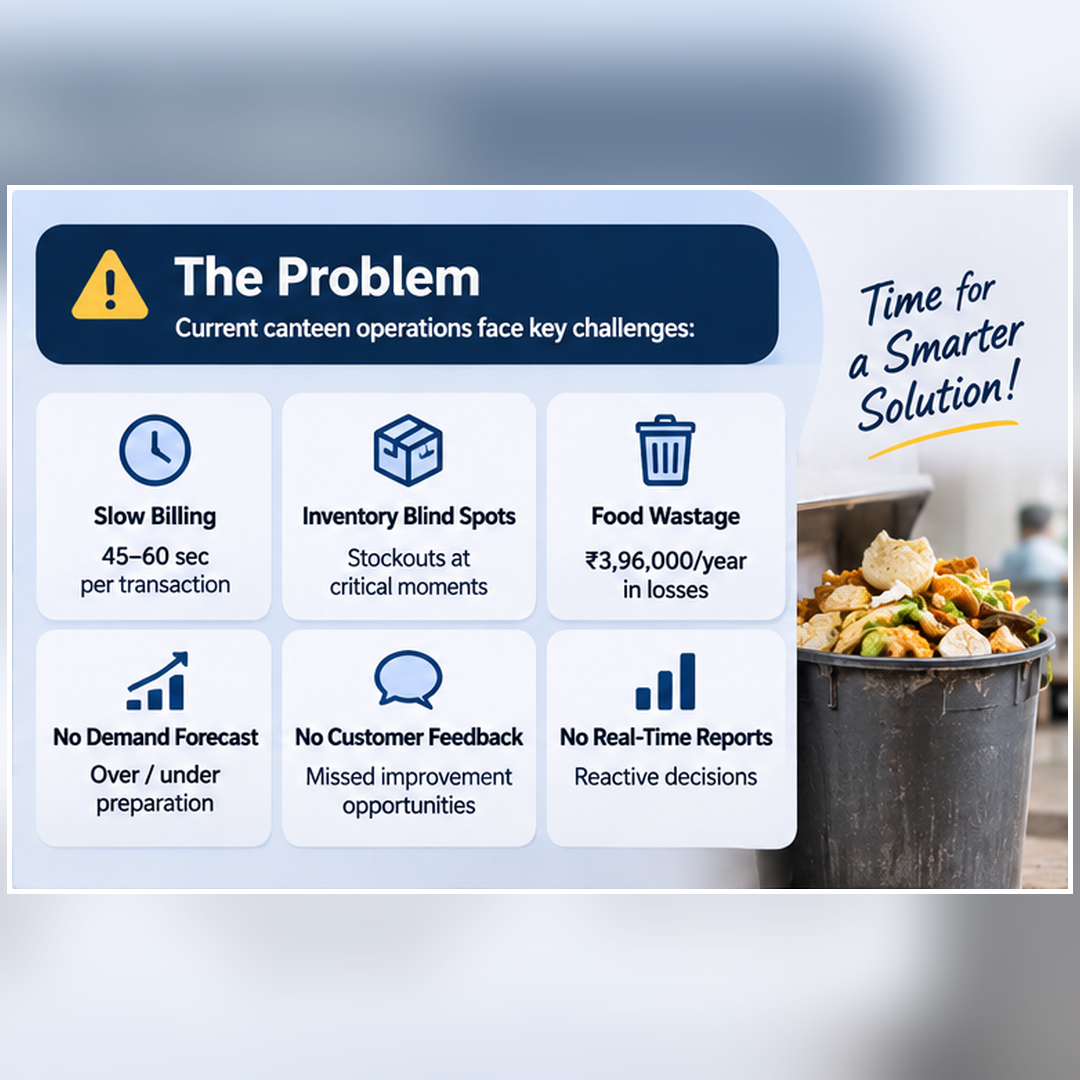 The Problem
Current canteen operations face key challenges:
Time for
a Smarter
Solution!
Slow Billing
45–60 sec
per transaction
Inventory Blind Spots
Stockouts at
critical moments
Food Wastage
₹3,96,000/year
in losses
No Demand Forecast
Over / under
preparation
No Customer Feedback
Missed improvement
opportunities
No Real-Time Reports
Reactive decisions